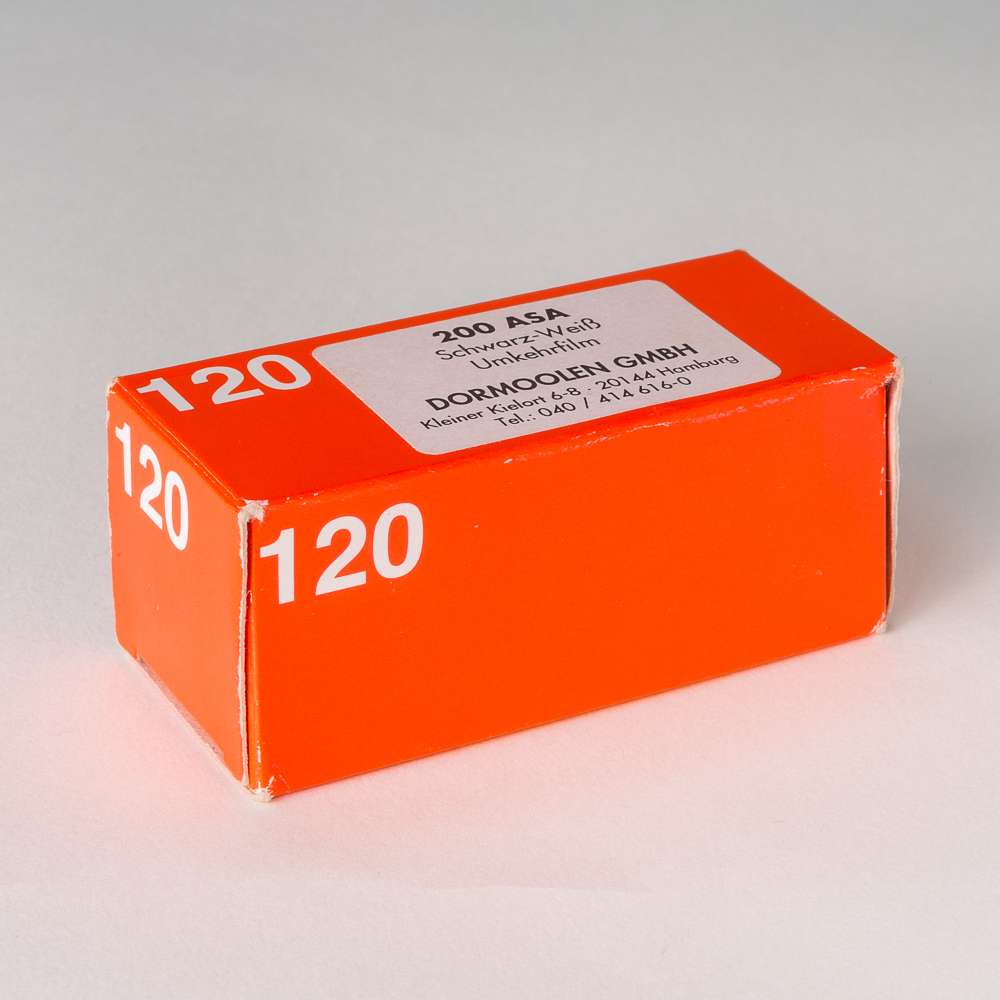 120
200 ASA
Schwarz-Weiß
Umkehrfilm
DORMOOLEN GMBH
Kleiner Kielort 6-8 · 20144 Hamburg
Tel.: 040 / 414 616-0
120
120